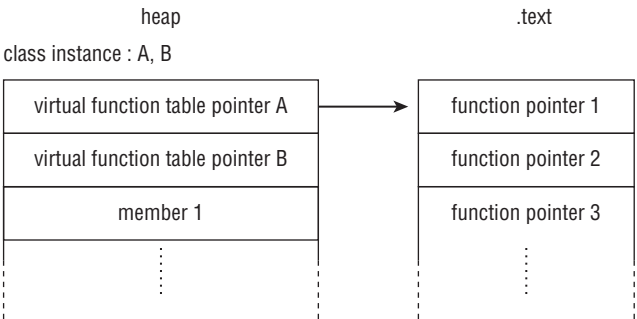 heap
.text
class instance : A, B
virtual function table pointer A
function pointer 1
virtual function table pointer B
function pointer 2
member 1
function pointer 3